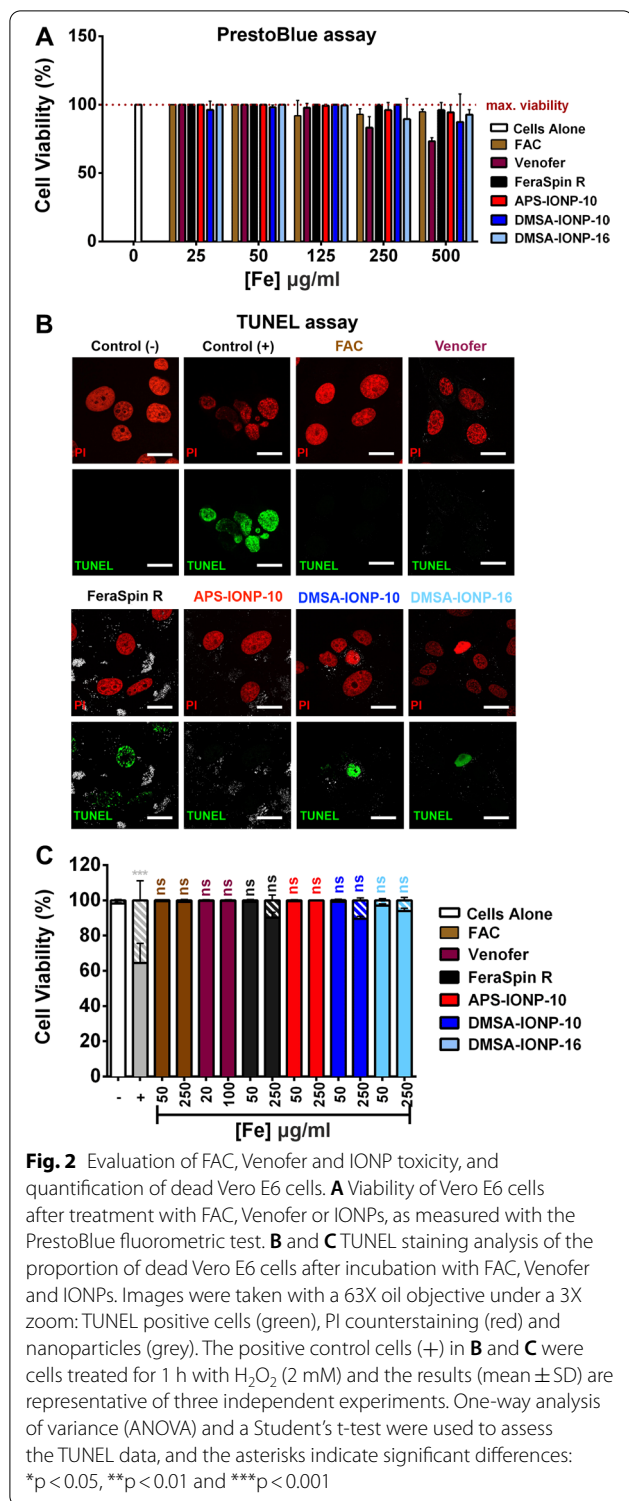 A
PrestoBlue assay
Cell Viability (%)
150
100
50
0
0 25 50 125 250 500
[Fe] µg/ml
max. viability
Cells Alone
FAC
Venofer
FeraSpin R
APS-IONP-10
DMSA-IONP-10
DMSA-IONP-16
B
TUNEL assay
Control (-) Control (+) FAC Venofer
PI PI PI PI
TUNEL TUNEL TUNEL TUNEL
FeraSpin R APS-IONP-10 DMSA-IONP-10 DMSA-IONP-16
PI PI PI PI
TUNEL TUNEL TUNEL TUNEL
C
Cell Viability (%)
120
100
80
60
40
20
0
*** ns ns ns ns ns ns ns ns ns ns ns ns
- + 50 250 20 100 50 250 50 250 50 250 50 250
[Fe] µg/ml
Cells Alone
FAC
Venofer
FeraSpin R
APS-IONP-10
DMSA-IONP-10
DMSA-IONP-16
Fig. 2 Evaluation of FAC, Venofer and IONP toxicity, and
quantification of dead Vero E6 cells. A Viability of Vero E6 cells
after treatment with FAC, Venofer or IONPs, as measured with the
PrestoBlue fluorometric test. B and C TUNEL staining analysis of the
proportion of dead Vero E6 cells after incubation with FAC, Venofer
and IONPs. Images were taken with a 63X oil objective under a 3X
zoom: TUNEL positive cells (green), PI counterstaining (red) and
nanoparticles (grey). The positive control cells (+) in B and C were
cells treated for 1 h with H₂O₂ (2 mM) and the results (mean ± SD) are
representative of three independent experiments. One-way analysis
of variance (ANOVA) and a Student's t-test were used to assess
the TUNEL data, and the asterisks indicate significant differences:
*p < 0.05, **p < 0.01 and ***p < 0.001